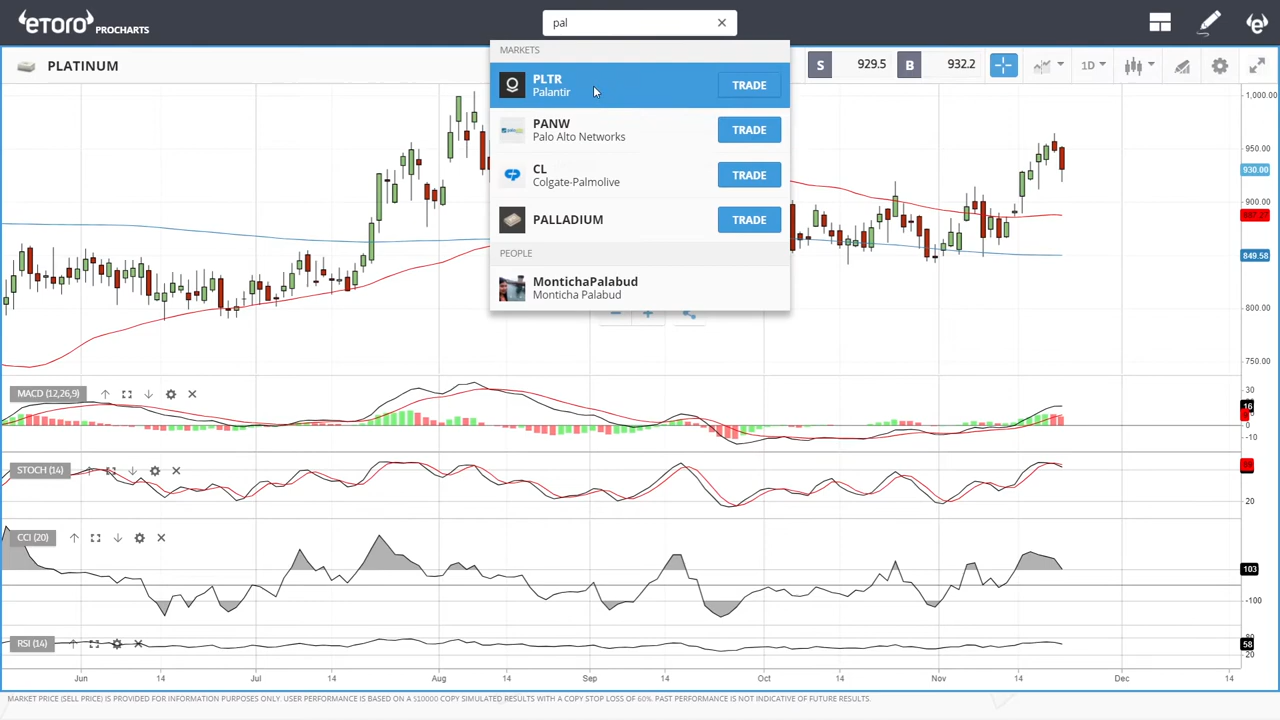 eTORO PROCHARTS
pal
PLATINUM
S 929.5 B 932.2 1D
MARKETS
PLTR
Palantir
TRADE
PANW
Palo Alto Networks
TRADE
CL
Colgate-Palmolive
TRADE
PALLADIUM
TRADE
PEOPLE
MontichaPalabud
Monticha Palabud
1,000.00
950.00
930.00
900.00
849.58
800.00
750.00
MACD (12,26,9)
30
16
-10
STOCH (14)
20
CCI (20)
103
-100
RSI (14)
58
20
Jun 14 Jul 14 Aug 14 Sep 14 Oct 14 Nov 14 Dec 14
MARKET PRICE (SELL PRICE) IS PROVIDED FOR INFORMATION PURPOSES ONLY. USER PERFORMANCE IS BASED ON A $10000 COPY SIMULATED RESULTS WITH A COPY STOP LOSS OF 60%. PAST PERFORMANCE IS NOT INDICATIVE OF FUTURE RESULTS.